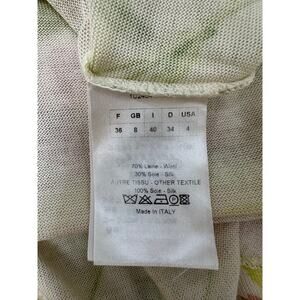 F GB I D USA
36 8 40 34 4
70% Laine - Wool
30% Soie - Silk
AUTRE TISSU - OTHER TEXTILE
100% Soie - Silk
Made in ITALY